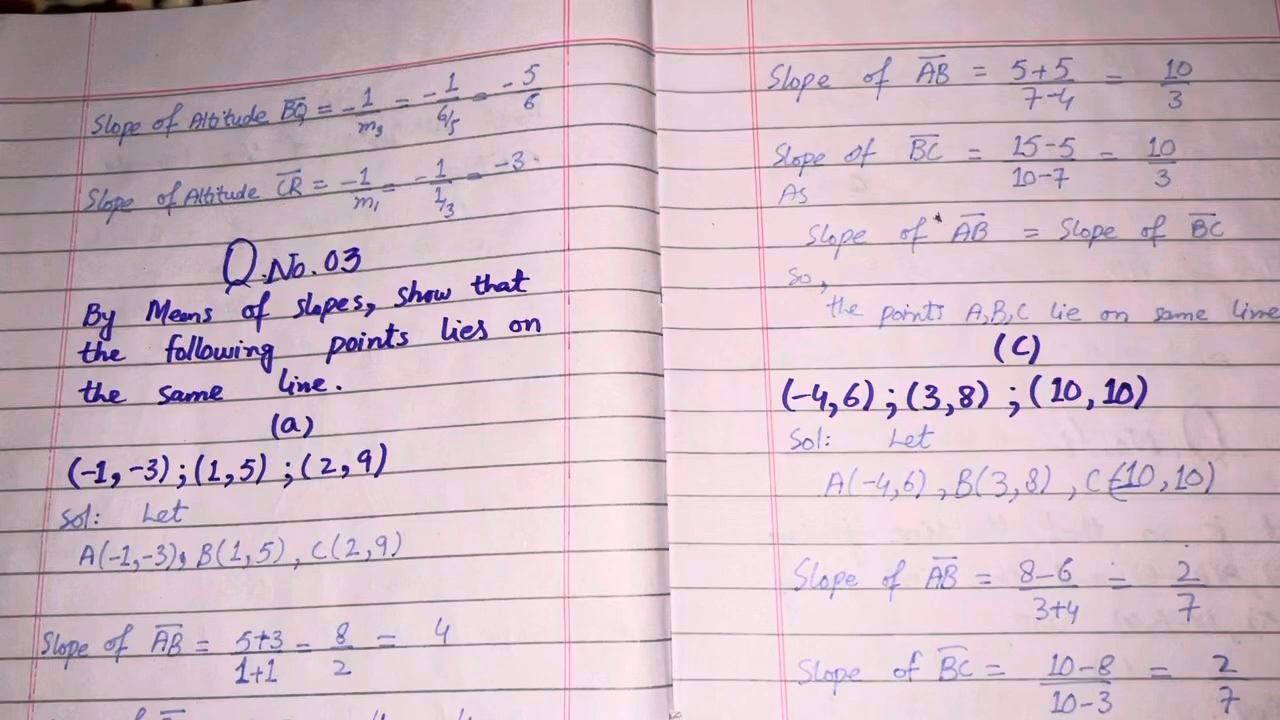 Slope of Altitude BQ = -1/m₃ = -1/(6/5) = -5/6
Slope of Altitude CR = -1/m₁ = -1/(1/3) = -3
Q.No.03
By Means of slopes, show that
the following points lies on
the same line.
(a)
(-1,-3);(1,5);(2,9)
Sol: Let
A(-1,-3), B(1,5), C(2,9)
Slope of AB = 5+3/1+1 = 8/2 = 4
Slope of AB = 5+5/7-4 = 10/3
Slope of BC = 15-5/10-7 = 10/3
As
Slope of AB = Slope of BC
So,
the points A,B,C lie on same line
(C)
(-4,6);(3,8);(10,10)
Sol: Let
A(-4,6), B(3,8), C(10,10)
Slope of AB = 8-6/3+4 = 2/7
Slope of BC = 10-8/10-3 = 2/7